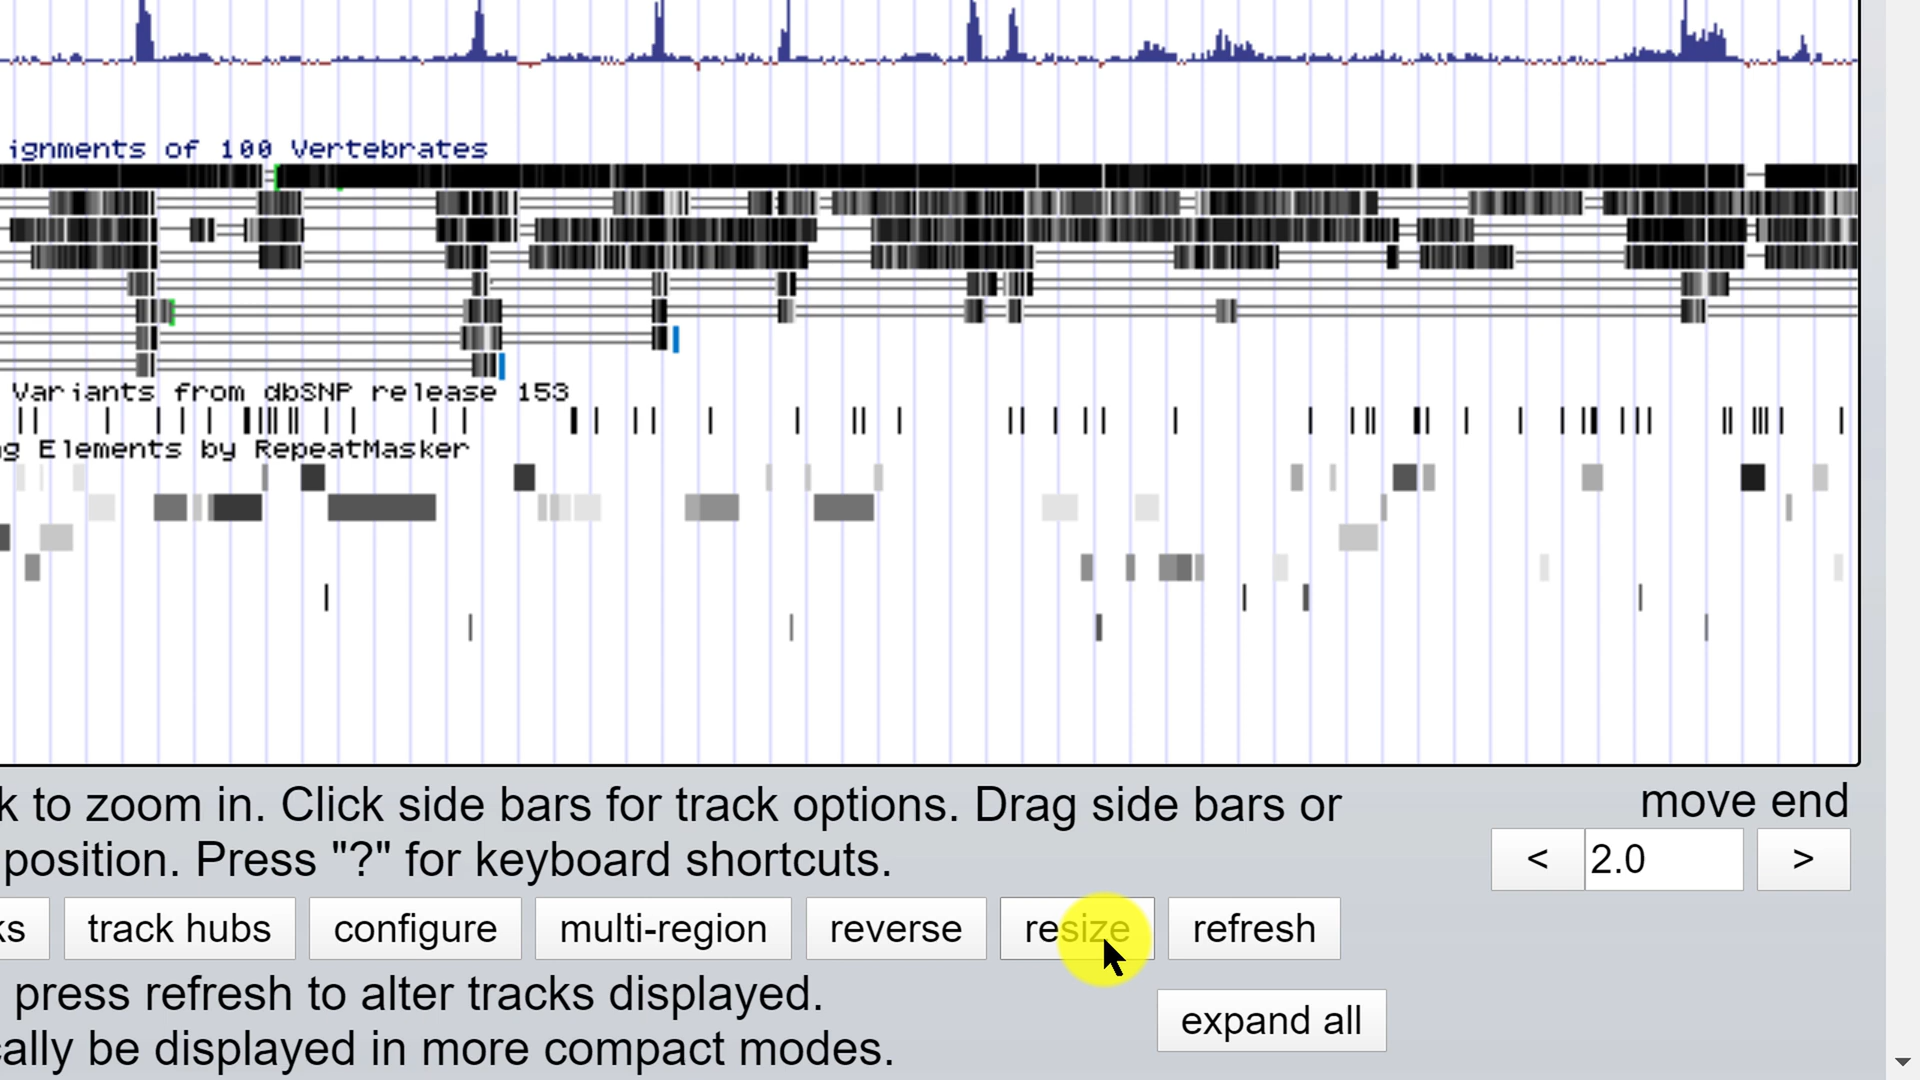 ignments of 100 Vertebrates
Variants from dbSNP release 153
g Elements by RepeatMasker
k to zoom in. Click side bars for track options. Drag side bars or
position. Press "?" for keyboard shortcuts.
move end
< 2.0 >
ks track hubs configure multi-region reverse resize refresh
press refresh to alter tracks displayed.
expand all
cally be displayed in more compact modes.